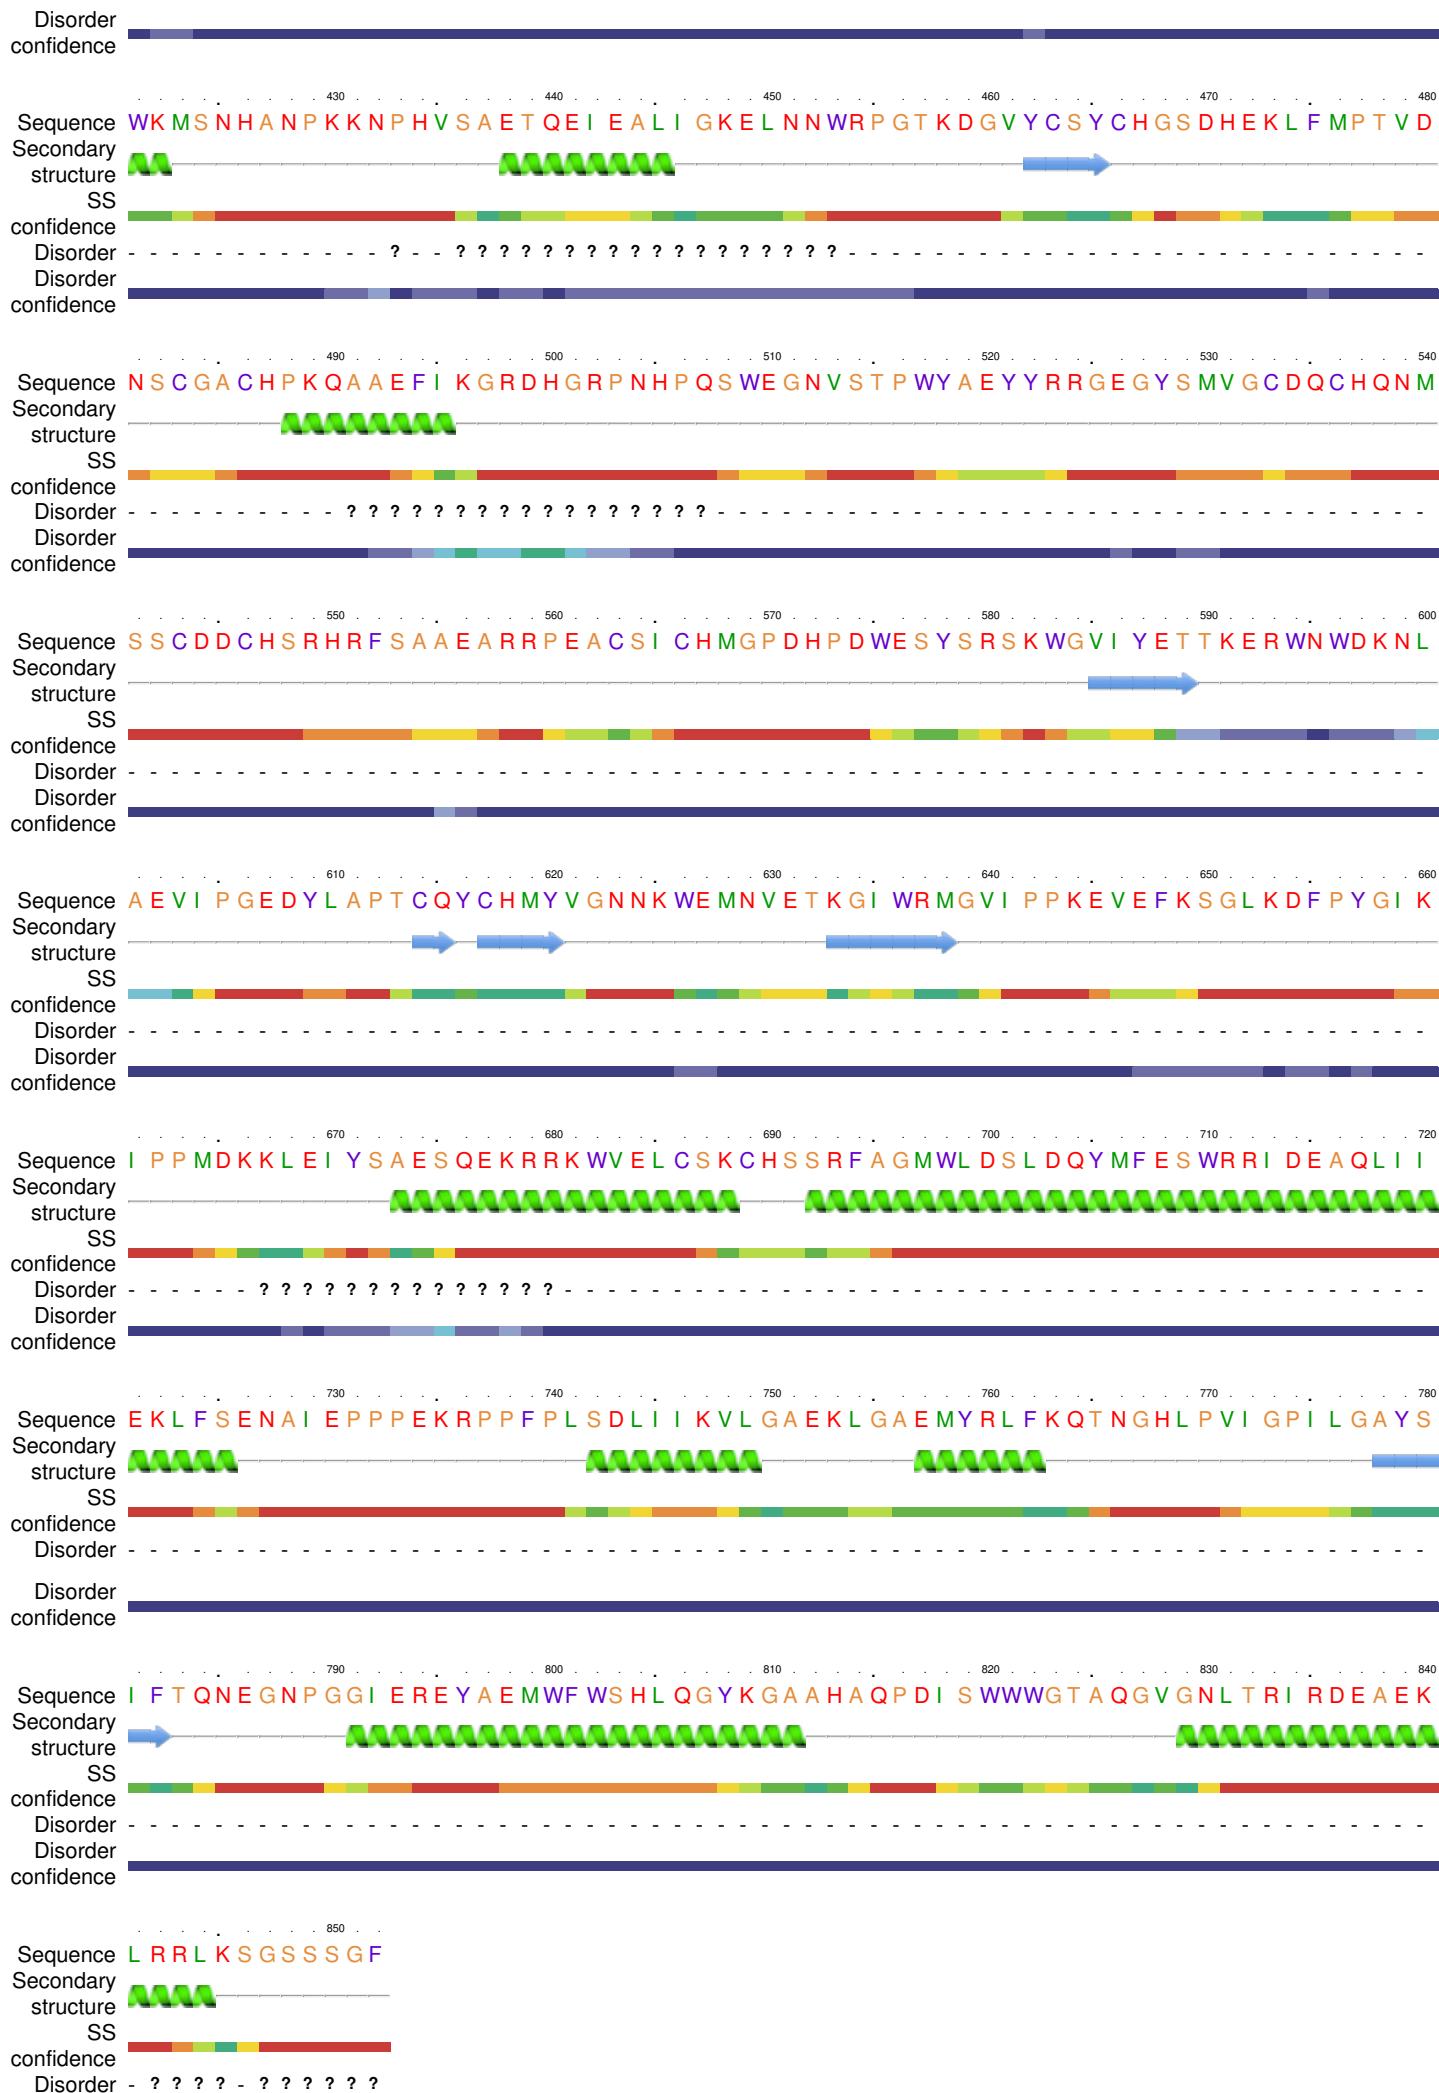 Disorder
confidence
430 440 450 460 470 480
Sequence WKMSNHANPKKNPHVSAETQEIEALIGKELNNWRPGTKDGVYCSYCHGSDHEKLFMPTVD
Secondary
structure
SS
confidence
Disorder - - - - - - - - - - - - ? - - ? ? ? ? ? ? ? ? ? ? ? ? ? ? ? ? ? ? - - - - - - - - - - - - - - - - - - - - - - - - - - -
Disorder
confidence
490 500 510 520 530 540
Sequence NSCGACHPKQAAEFIKGRDHGRPNHPQSWEGNVSTPWYAEYYRRGEGYSMVGCDQCHQNM
Secondary
structure
SS
confidence
Disorder - - - - - - - - - - ? ? ? ? ? ? ? ? ? ? ? ? ? ? ? ? ? - - - - - - - - - - - - - - - - - - - - - - - - - - - - - - - - -
Disorder
confidence
550 560 570 580 590 600
Sequence SSCDDCHSRHRFSAAEARRPEACSICHMGPDHPDWESYSRSKWGVIYETTKERWNWDKNL
Secondary
structure
SS
confidence
Disorder - - - - - - - - - - - - - - - - - - - - - - - - - - - - - - - - - - - - - - - - - - - - - - - - - - - - - - - - - - - -
Disorder
confidence
610 620 630 640 650 660
Sequence AEVIPGEDYLAPTCQYCHMYVGNNKWEMNVETKGIWRMGVIPPKEVEFKSGLKDFPYGIK
Secondary
structure
SS
confidence
Disorder - - - - - - - - - - - - - - - - - - - - - - - - - - - - - - - - - - - - - - - - - - - - - - - - - - - - - - - - - - - -
Disorder
confidence
670 680 690 700 710 720
Sequence IPPMDKKLEIYSAESQEKRRKWVELCSKCHSSRFAGMWLDSLDQYMFESWRRIDEAQLII
Secondary
structure
SS
confidence
Disorder - - - - - - ? ? ? ? ? ? ? ? ? ? ? ? ? ? - - - - - - - - - - - - - - - - - - - - - - - - - - - - - - - - - - - - - - - -
Disorder
confidence
730 740 750 760 770 780
Sequence EKLFSENAIEPPPEKRPPFPLSDLIIKVLGAEKLGAEMYRLFKQTNGHLPVIGPILGAYS
Secondary
structure
SS
confidence
Disorder - - - - - - - - - - - - - - - - - - - - - - - - - - - - - - - - - - - - - - - - - - - - - - - - - - - - - - - - - - - -
Disorder
confidence
790 800 810 820 830 840
Sequence IFTQNEGNPGGIEREYAEMWFWSHLQGYKGAAHAQPDISWWWGTAQGVGNLTRIRDEAEK
Secondary
structure
SS
confidence
Disorder - - - - - - - - - - - - - - - - - - - - - - - - - - - - - - - - - - - - - - - - - - - - - - - - - - - - - - - - - - - -
Disorder
confidence
850
Sequence LRRLKSGSSSGF
Secondary
structure
SS
confidence
Disorder - ? ? ? ? - ? ? ? ? ? ?